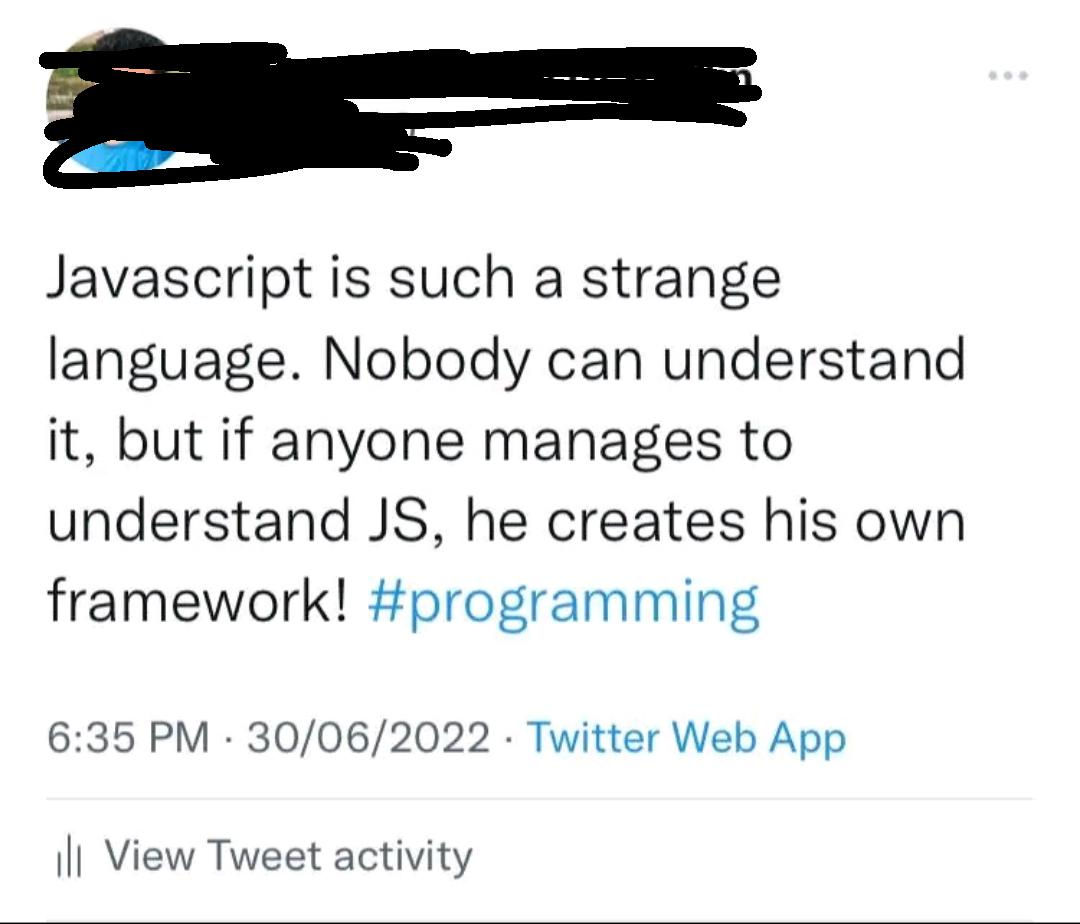 Javascript is such a strange
language. Nobody can understand
it, but if anyone manages to
understand JS, he creates his own
framework! #programming
6:35 PM · 30/06/2022 · Twitter Web App
View Tweet activity